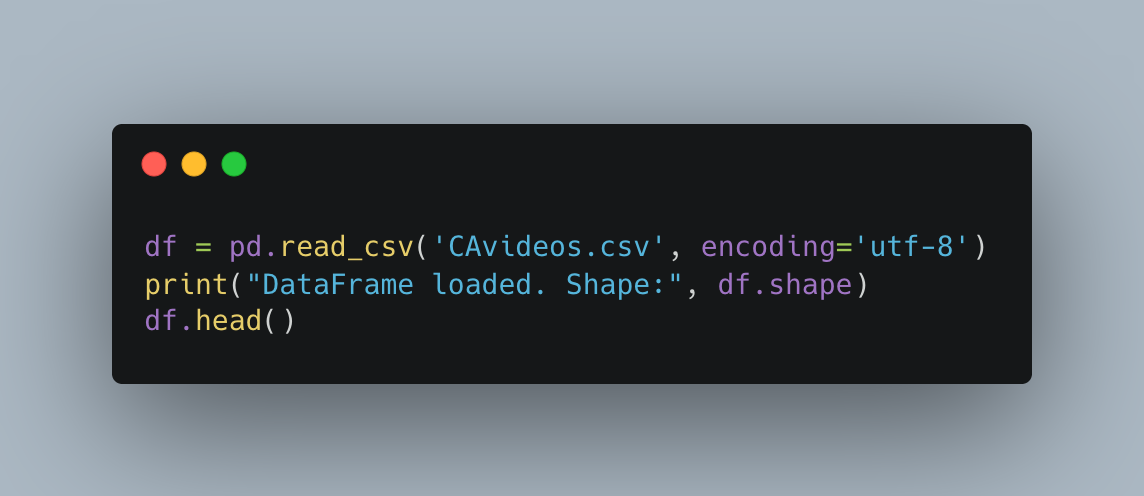 df = pd.read_csv('CAvideos.csv', encoding='utf-8')
print("DataFrame loaded. Shape:", df.shape)
df.head()